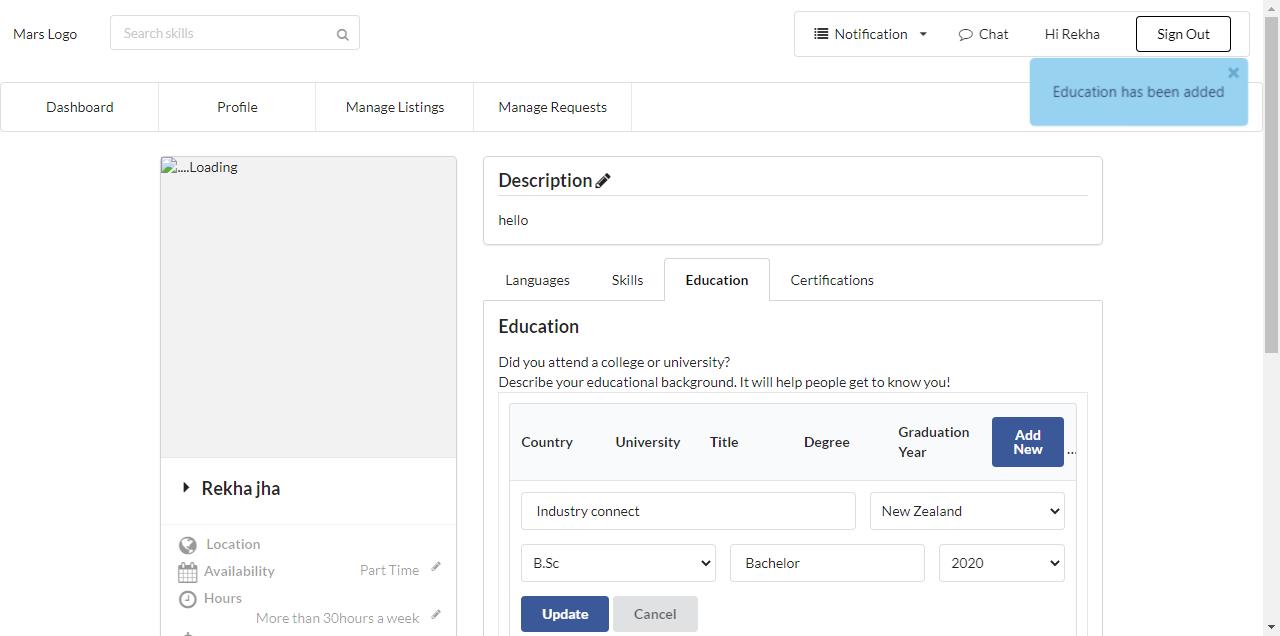 Mars Logo
Search skills
Notification
Chat
Hi Rekha
Sign Out
Education has been added
Dashboard
Profile
Manage Listings
Manage Requests
....Loading
Description
hello
Languages
Skills
Education
Certifications
Education
Did you attend a college or university?
Describe your educational background. It will help people get to know you!
Country
University
Title
Degree
Graduation
Year
Add
New
...
Industry connect
New Zealand
B.Sc
Bachelor
2020
Update
Cancel
Rekha jha
Location
Availability
Part Time
Hours
More than 30hours a week